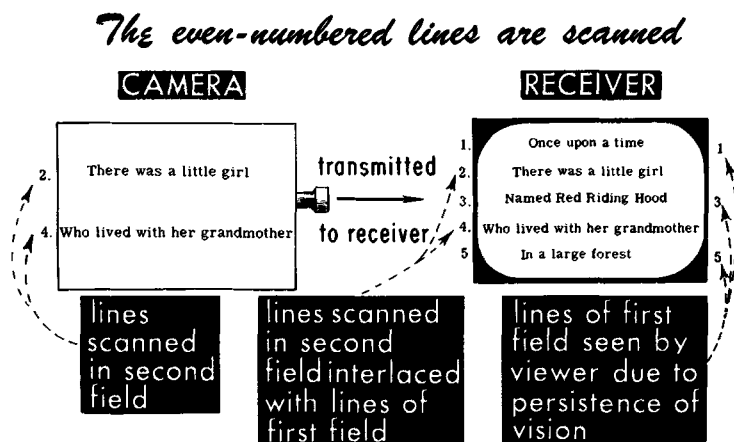 The even-numbered lines are scanned
CAMERA
RECEIVER
2. There was a little girl
4. Who lived with her grandmother
transmitted
to receiver
1. Once upon a time 1
2. There was a little girl
3. Named Red Riding Hood 3
4. Who lived with her grandmother
5 In a large forest 5
lines
scanned
in second
field
lines scanned
in second
field interlaced
with lines of
first field
lines of first
field seen by
viewer due to
persistence of
vision